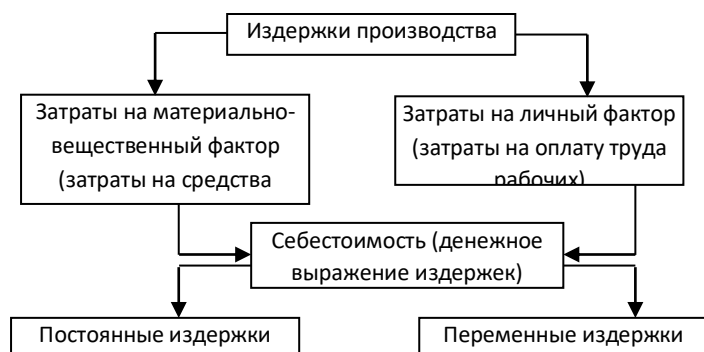 Издержки производства
Затраты на материально-
вещественный фактор
(затраты на средства
Затраты на личный фактор
(затраты на оплату труда
рабочих)
Себестоимость (денежное
выражение издержек)
Постоянные издержки
Переменные издержки